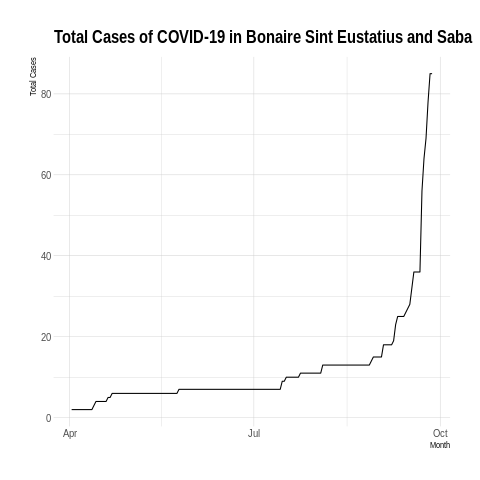 Total Cases of COVID-19 in Bonaire Sint Eustatius and Saba
Total Cases
80
60
40
20
0
Apr
Jul
Oct
Month